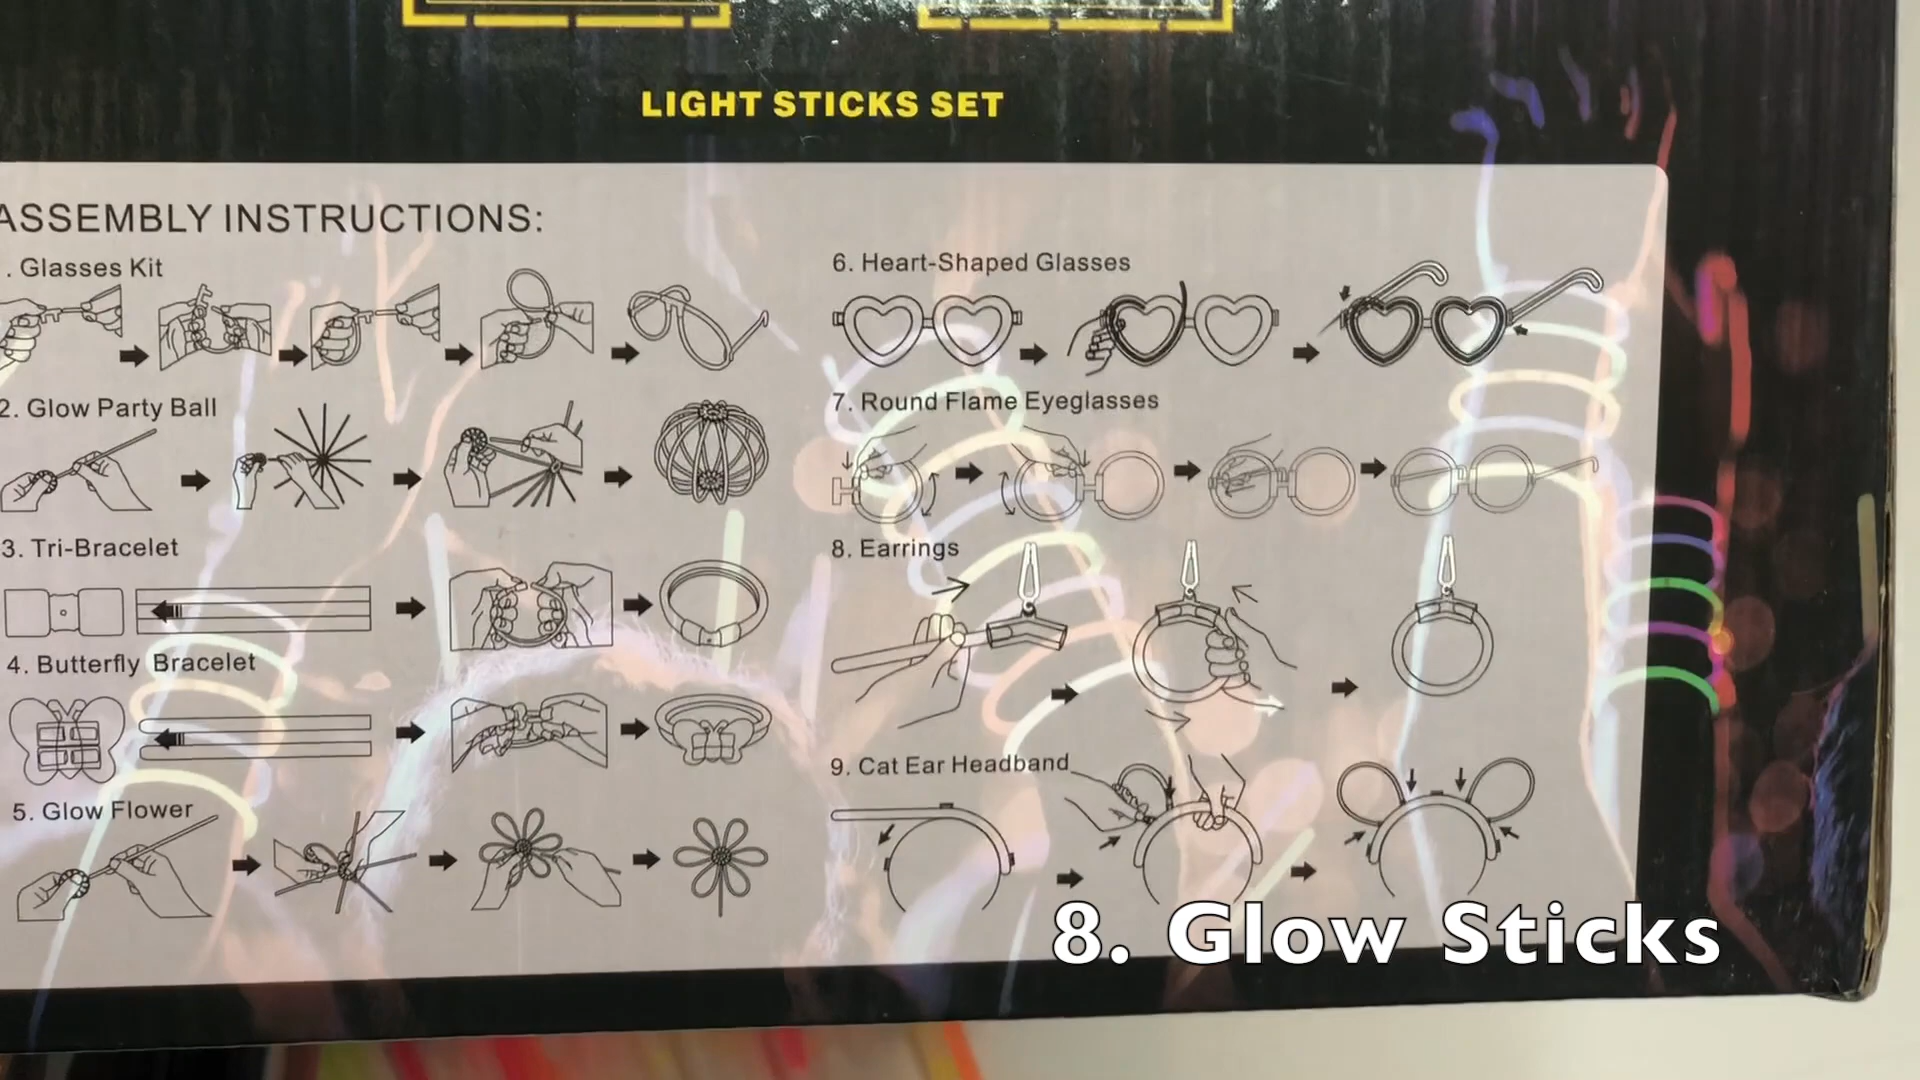 LIGHT STICKS SET
ASSEMBLY INSTRUCTIONS:
. Glasses Kit
2. Glow Party Ball
3. Tri-Bracelet
4. Butterfly Bracelet
5. Glow Flower
6. Heart-Shaped Glasses
7. Round Flame Eyeglasses
8. Earrings
9. Cat Ear Headband
8. Glow Sticks